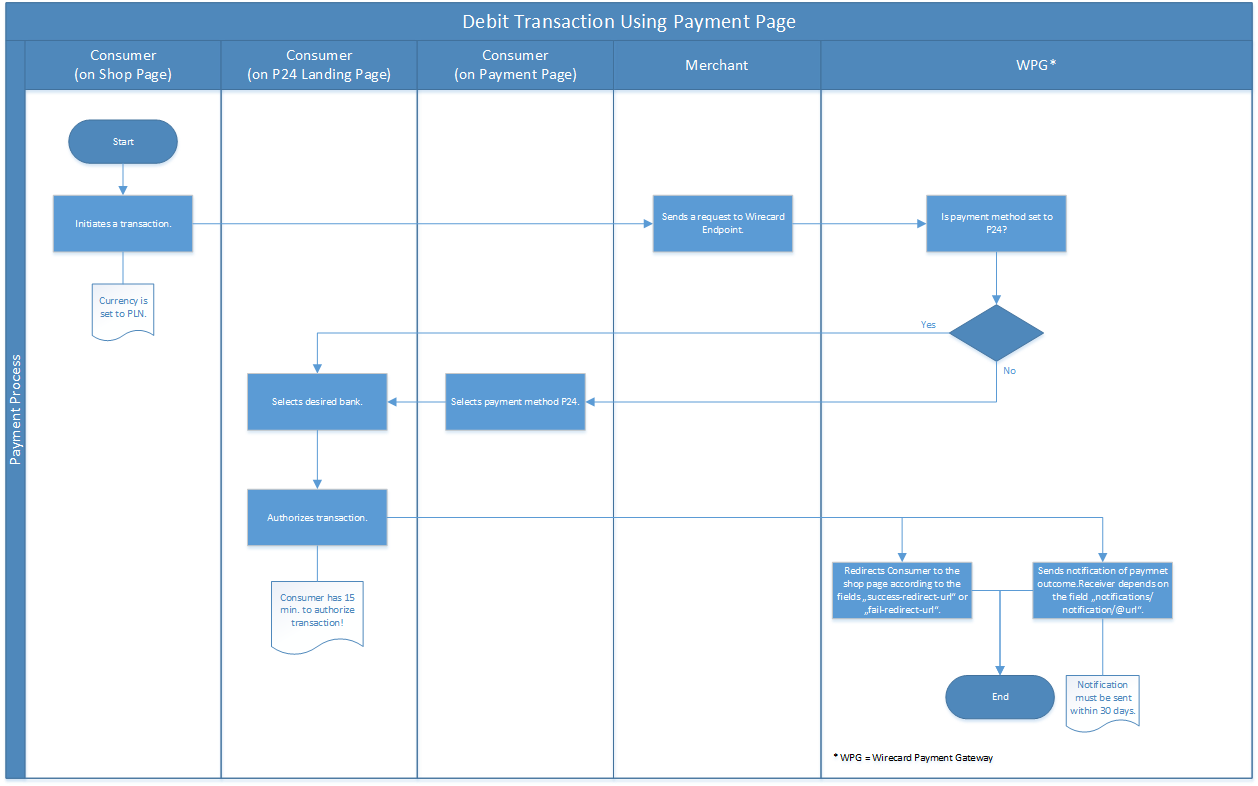 Debit Transaction Using Payment Page
Consumer
(on Shop Page)
Consumer
(on P24 Landing Page)
Consumer
(on Payment Page)
Merchant
WPG*
Payment Process
Start
Initiates a transaction.
Currency is
set to PLN.
Sends a request to Wirecard
Endpoint.
Is payment method set to
P24?
Yes
No
Selects desired bank.
Selects payment method P24.
Authorizes transaction.
Consumer has 15
min. to authorize
transaction!
Redirects Consumer to the
shop page according to the
fields „success-redirect-url“ or
„fail-redirect-url“.
Sends notification of paymnet
outcome.Receiver depends on
the field „notifications/
notification/@url“.
End
Notification
must be sent
within 30 days.
* WPG = Wirecard Payment Gateway